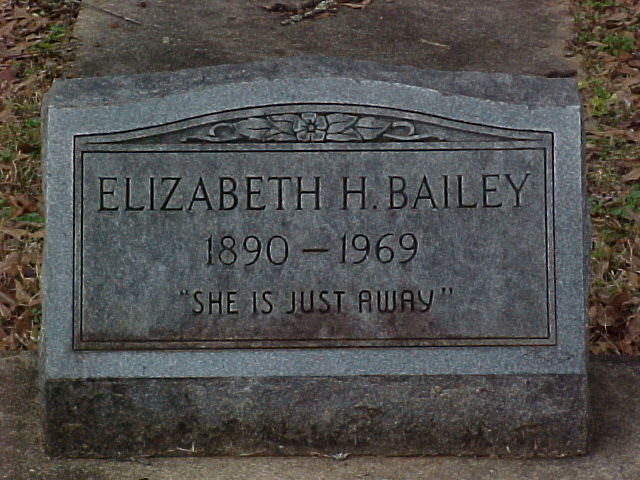 ELIZABETH H. BAILEY
1890 — 1969
"SHE IS JUST AWAY"